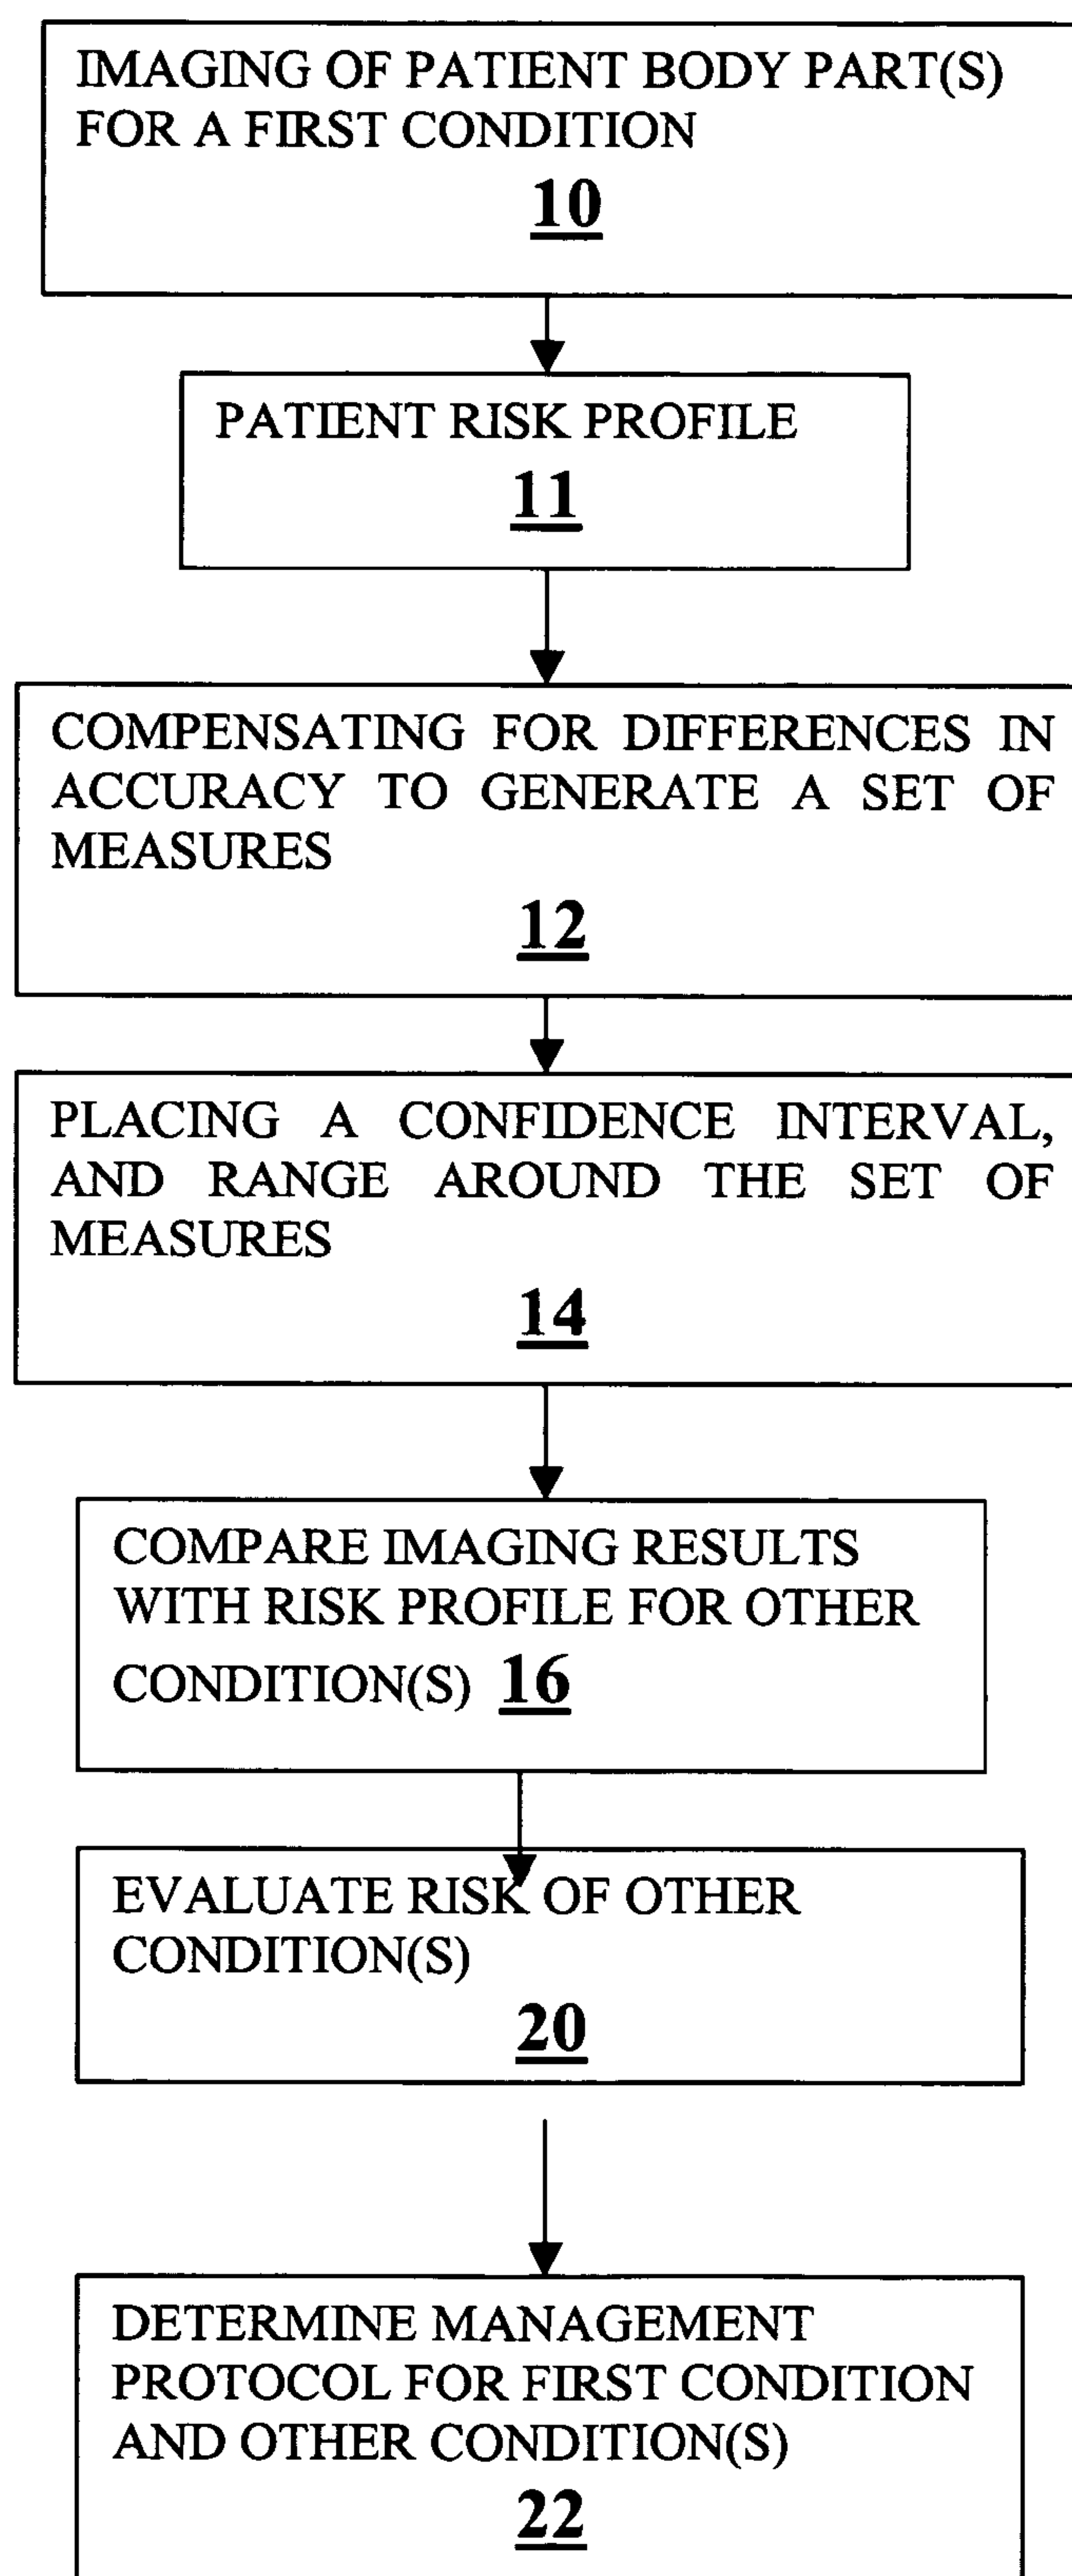 IMAGING OF PATIENT BODY PART(S)
FOR A FIRST CONDITION
10
PATIENT RISK PROFILE
11
COMPENSATING FOR DIFFERENCES IN
ACCURACY TO GENERATE A SET OF
MEASURES
12
PLACING A CONFIDENCE INTERVAL,
AND RANGE AROUND THE SET OF
MEASURES
14
COMPARE IMAGING RESULTS
WITH RISK PROFILE FOR OTHER
CONDITION(S) 16
EVALUATE RISK OF OTHER
CONDITION(S)
20
DETERMINE MANAGEMENT
PROTOCOL FOR FIRST CONDITION
AND OTHER CONDITION(S)
22